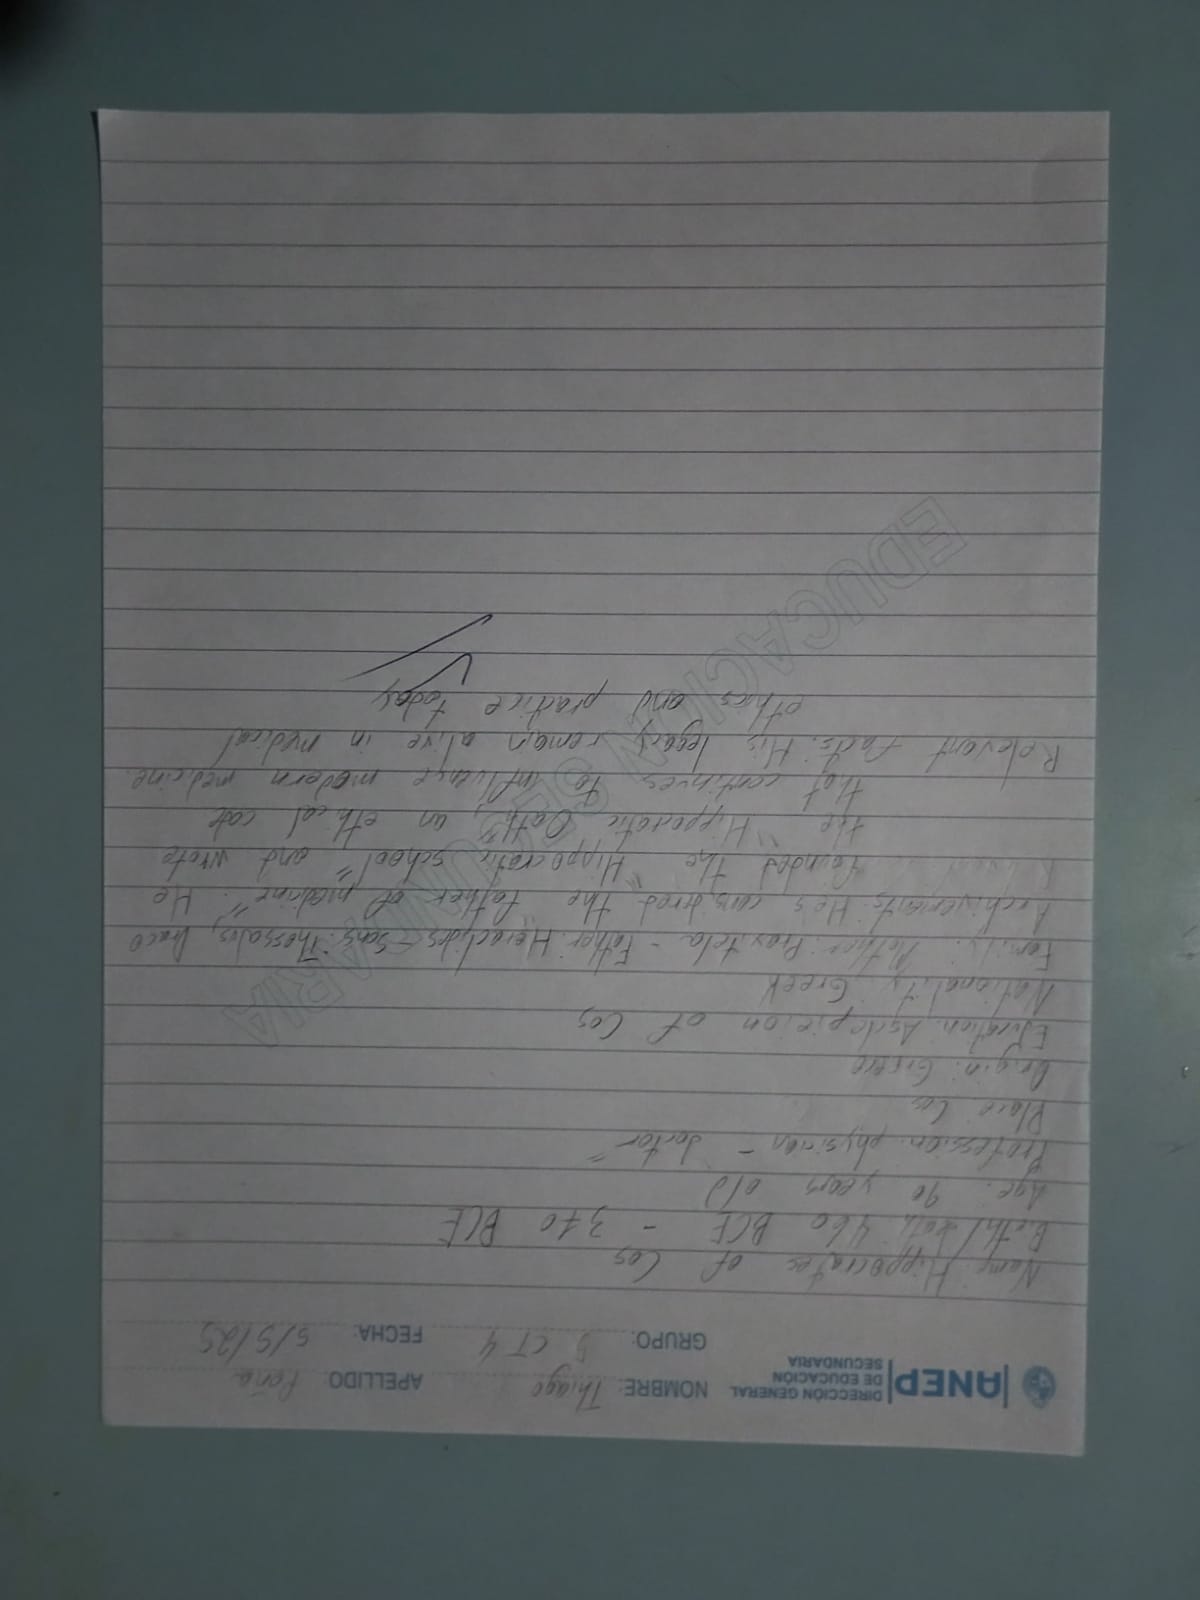 ANEP
DIRECCIÓN GENERAL
DE EDUCACIÓN
SECUNDARIA
NOMBRE: Thiago
APELLIDO: Peña
GRUPO: 5 CT 4
FECHA: 5/5/25
Name: Hippocrates of Cos
Birth/death: 460 BCE - 370 BCE
Age: 90 years old
Profession: physician - "doctor"
Place: Cos
Origin: Greece
Education: of Cos
Nationality: Greek
Family: Mother: Praxitela - Father: Heraclides - Sons: Thessalus, Draco
Archivements: He's considered the "father of medicine". He
founded the "Hippocratic school", and wrote
the "Hippocratic Oath", an ethical code
that continues to influence modern medicine.
Relevant facts: His legacy remain alive in medical
ethics and practice today
EDUCACIÓN SECUNDARIA